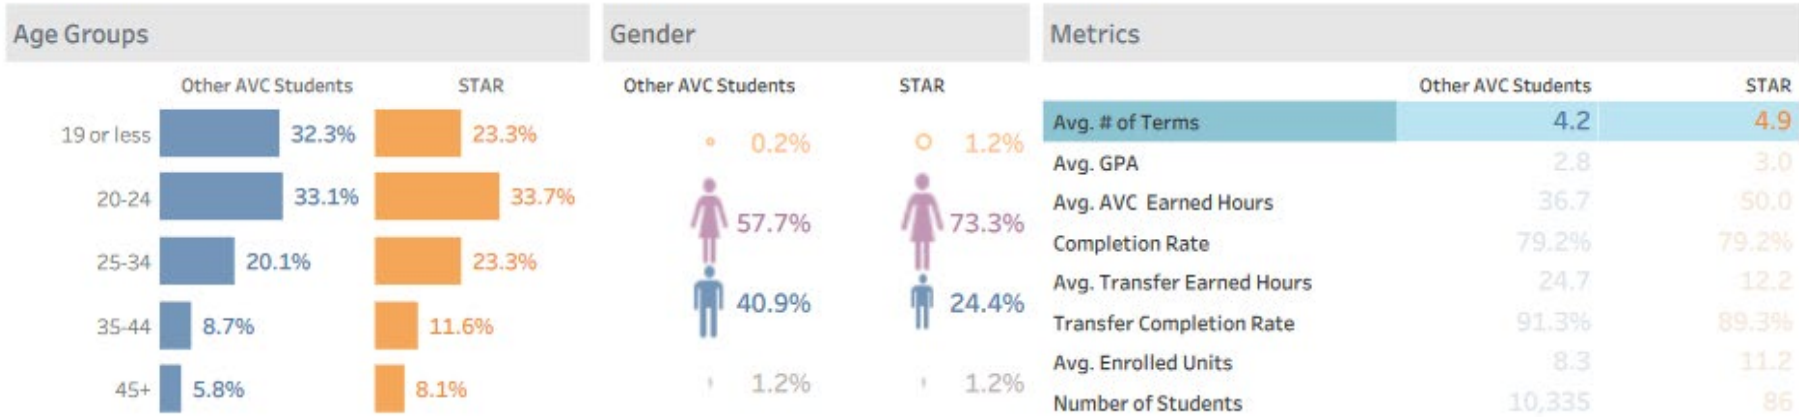 Age Groups
Other AVC Students STAR
19 or less 32.3% 23.3%
20-24 33.1% 33.7%
25-34 20.1% 23.3%
35-44 8.7% 11.6%
45+ 5.8% 8.1%
Gender
Other AVC Students STAR
0.2% 1.2%
57.7% 73.3%
40.9% 24.4%
1.2% 1.2%
Metrics
Other AVC Students STAR
Avg. # of Terms 4.2 4.9
Avg. GPA 2.8 3.0
Avg. AVC Earned Hours 36.7 50.0
Completion Rate 79.2% 79.2%
Avg. Transfer Earned Hours 24.7 12.2
Transfer Completion Rate 91.3% 89.3%
Avg. Enrolled Units 8.3 11.2
Number of Students 10,335 86